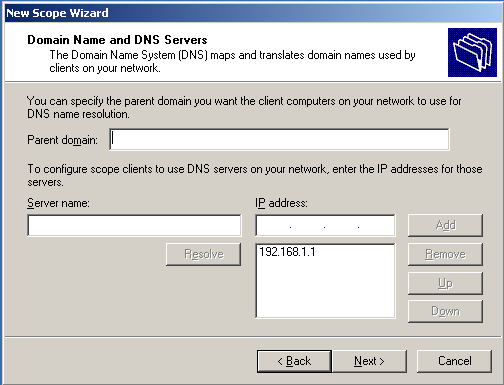 New Scope Wizard
Domain Name and DNS Servers
The Domain Name System (DNS) maps and translates domain names used by
clients on your network.
You can specify the parent domain you want the client computers on your network to use for
DNS name resolution.
Parent domain:
To configure scope clients to use DNS servers on your network, enter the IP addresses for those
servers.
Server name:
IP address:
. . .
Add
Resolve
192.168.1.1
Remove
Up
Down
< Back
Next >
Cancel